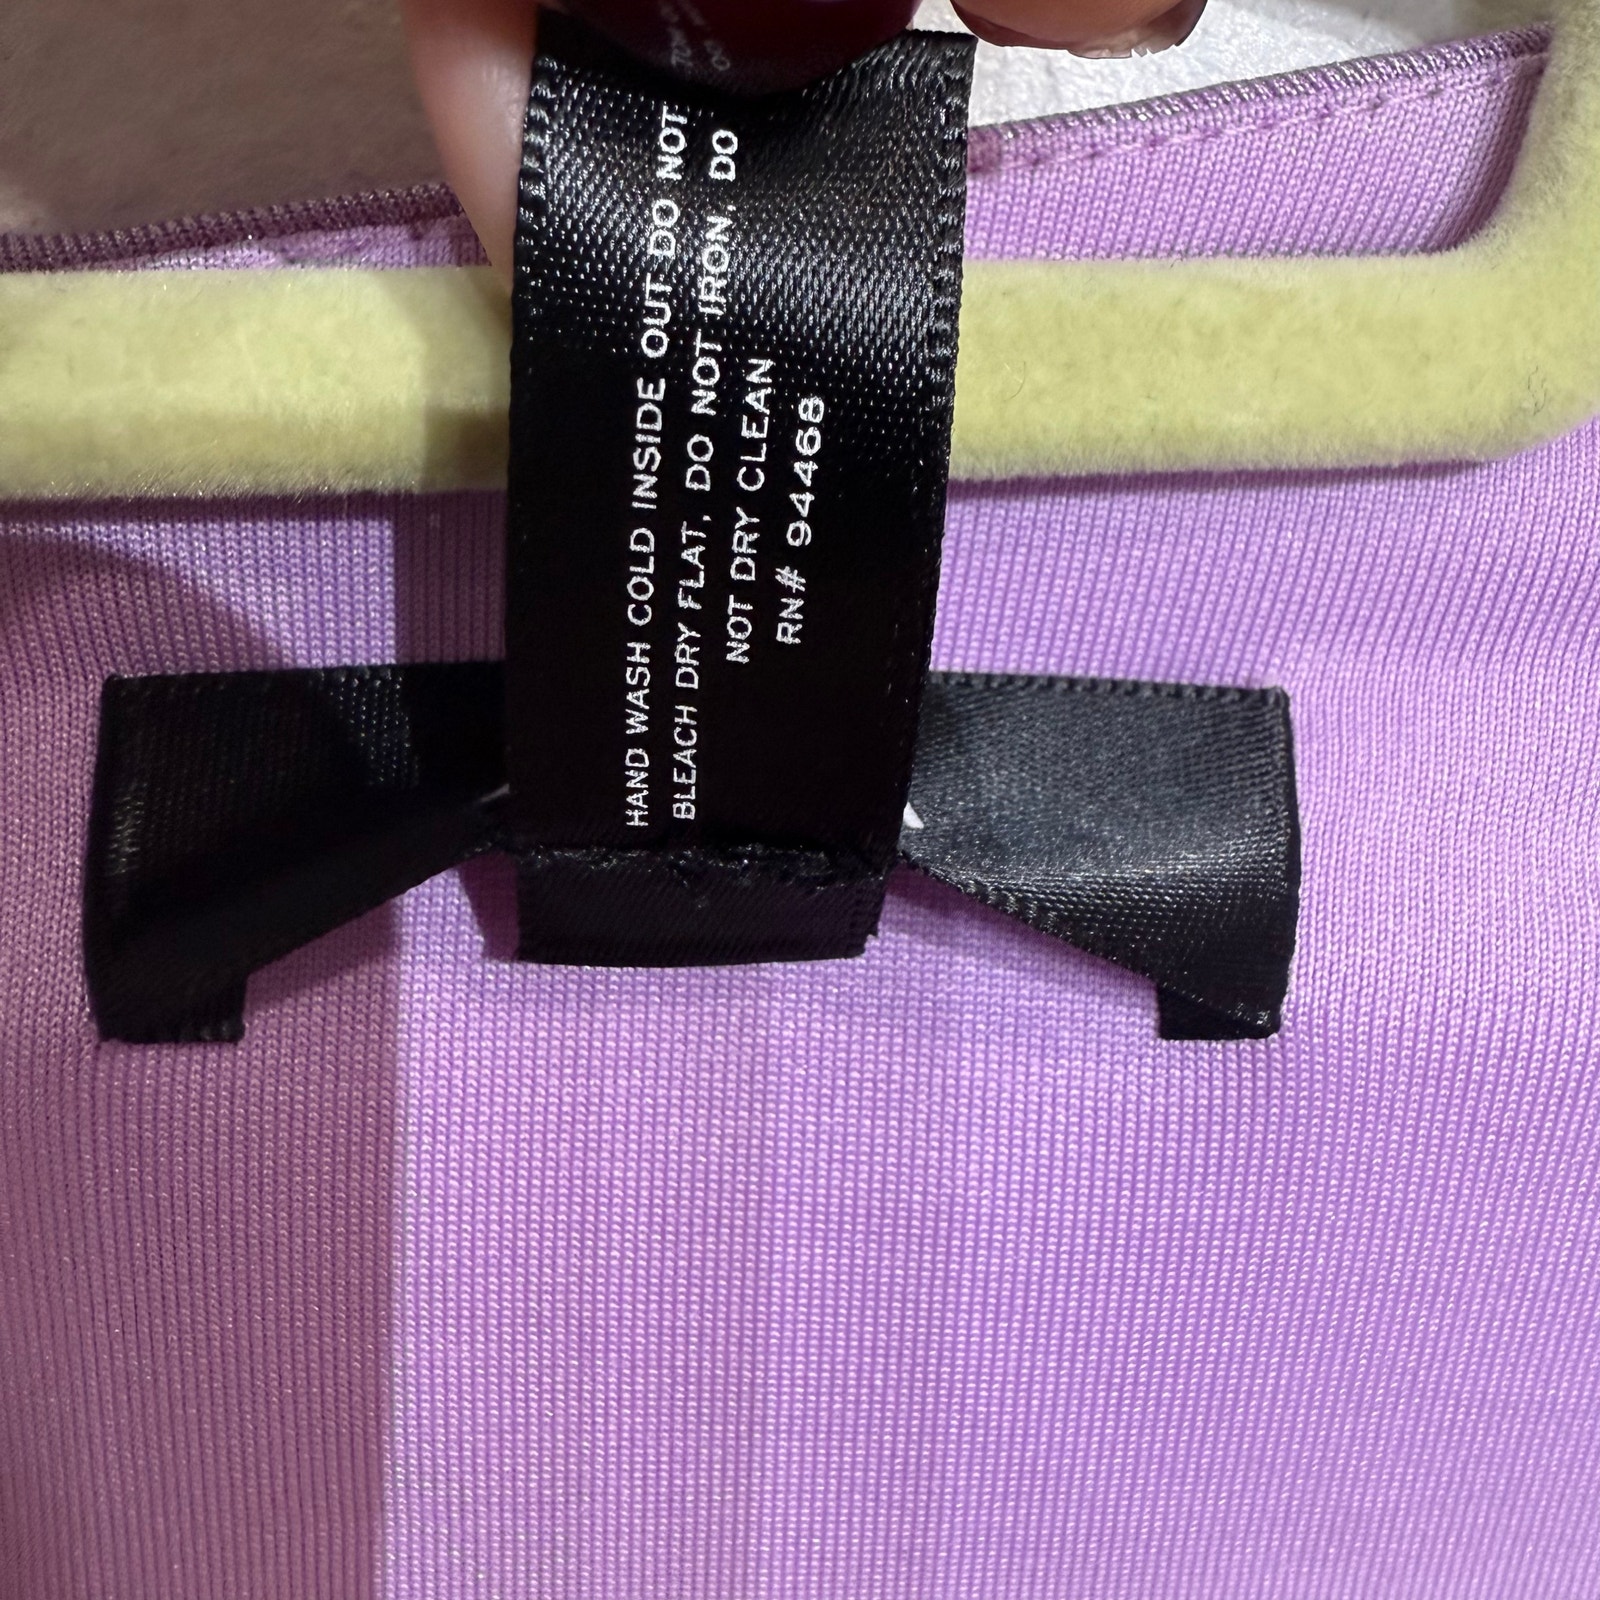 HAND WASH COLD INSIDE OUT DO NOT
BLEACH DRY FLAT, DO NOT IRON, DO
NOT DRY CLEAN
RN# 94468